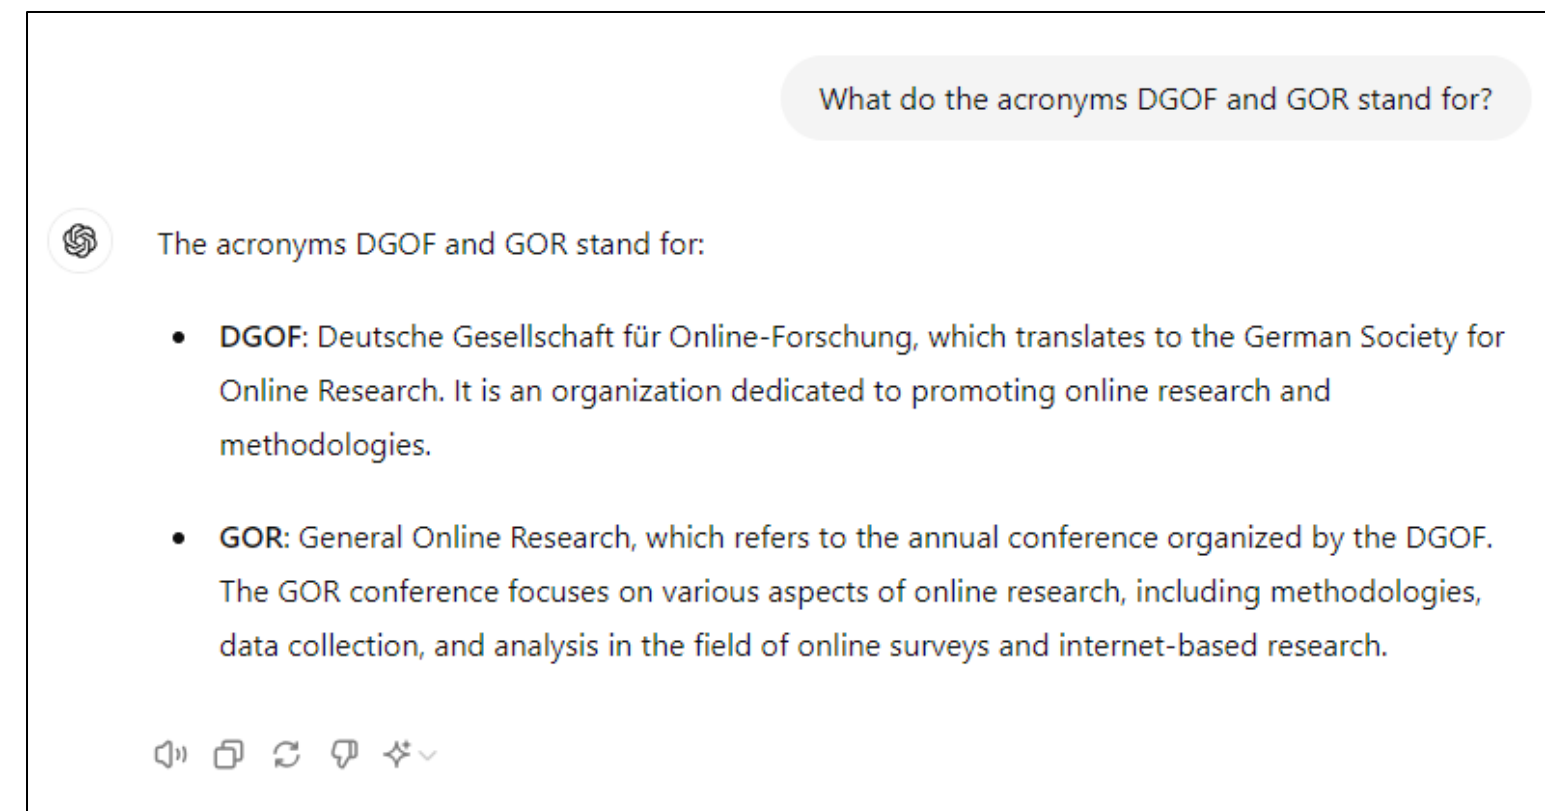 What do the acronyms DGOF and GOR stand for?
The acronyms DGOF and GOR stand for:
• DGOF: Deutsche Gesellschaft für Online-Forschung, which translates to the German Society for
Online Research. It is an organization dedicated to promoting online research and
methodologies.
• GOR: General Online Research, which refers to the annual conference organized by the DGOF.
The GOR conference focuses on various aspects of online research, including methodologies,
data collection, and analysis in the field of online surveys and internet-based research.